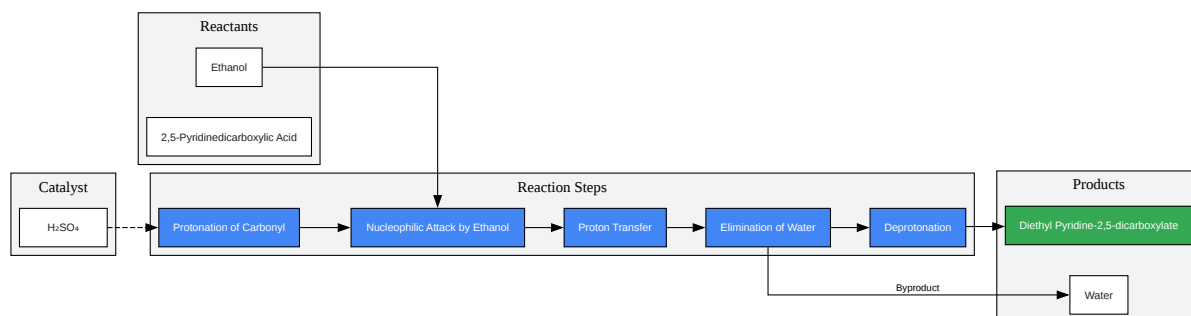 Reactants
Ethanol
2,5-Pyridinedicarboxylic Acid
Catalyst
H₂SO₄
Reaction Steps
Protonation of Carbonyl
Nucleophilic Attack by Ethanol
Proton Transfer
Elimination of Water
Deprotonation
Products
Diethyl Pyridine-2,5-dicarboxylate
Byproduct
Water